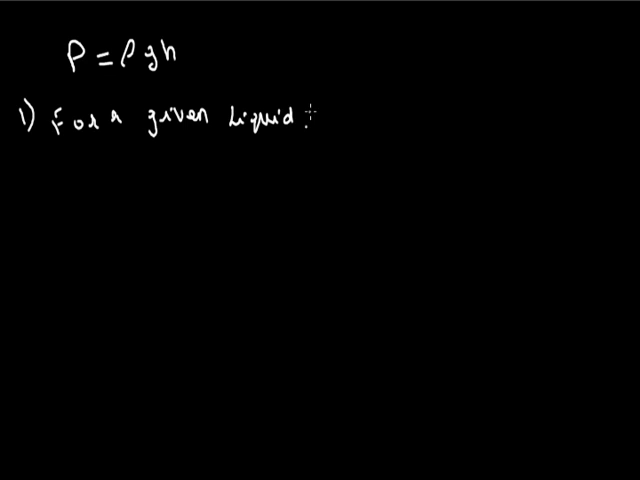 P = ρgh
1) For a given Liquid :